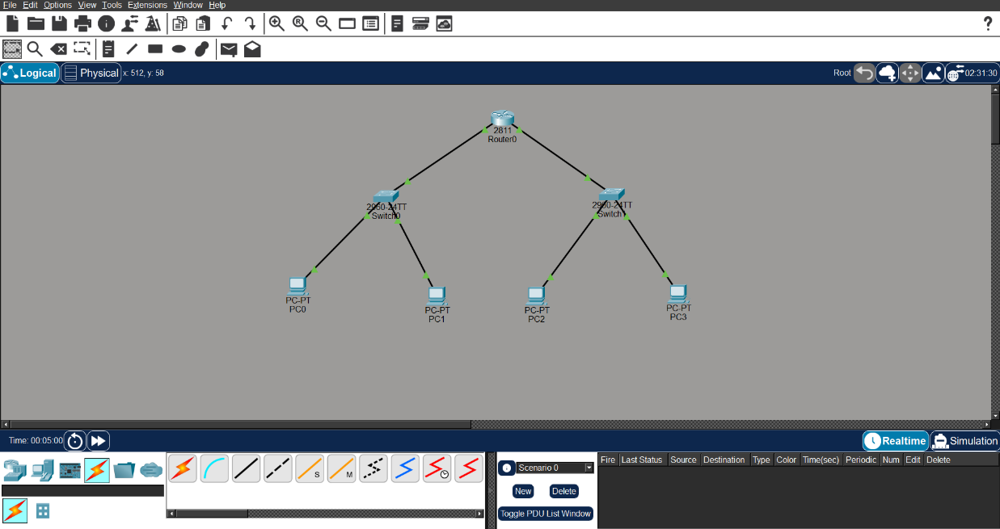 File Edit Options View Tools Extensions Window Help
R
?
Logical Physical x: 512, y: 58 Root 02:31:30
2811
Router0
2960-24TT
Switch0
2960-24TT
Switch1
PC-PT
PC0
PC-PT
PC1
PC-PT
PC2
PC-PT
PC3
Time: 00:05:00 Realtime Simulation
S M
Scenario 0
New Delete
Toggle PDU List Window
Fire Last Status Source Destination Type Color Time(sec) Periodic Num Edit Delete